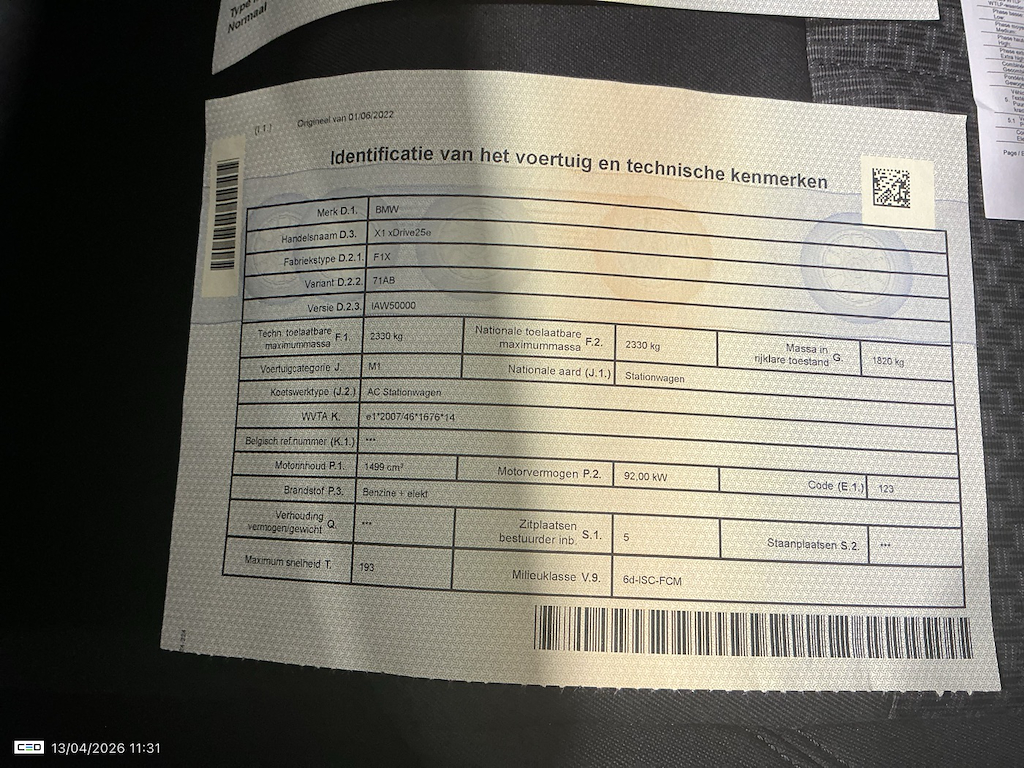 Type
Normaal
(I.1.)
Origineel van 01/06/2022
Identificatie van het voertuig en technische kenmerken
Merk D.1. BMW
Handelsnaam D.3. X1 xDrive25e
Fabriekstype D.2.1. F1X
Variant D.2.2. 71AB
Versie D.2.3. IAW50000
Techn. toelaatbare maximummassa F.1. 2330 kg Nationale toelaatbare maximummassa F.2. 2330 kg Massa in rijklare toestand G. 1820 kg
Voertuigcategorie J. M1 Nationale aard (J.1.) Stationwagen
Koetswerktype (J.2.) AC Stationwagen
WVTA K. e1*2007/46*1676*14
Belgisch ref.nummer (K.1.) ***
Motorinhoud P.1. 1499 cm³ Motorvermogen P.2. 92,00 kW Code (E.1.) 123
Brandstof P.3. Benzine + elekt
Verhouding vermogen/gewicht Q. *** Zitplaatsen bestuurder inb. S.1. 5 Staanplaatsen S.2. ***
Maximum snelheid T. 193 Milieuklasse V.9. 6d-ISC-FCM
CEO 13/04/2026 11:31